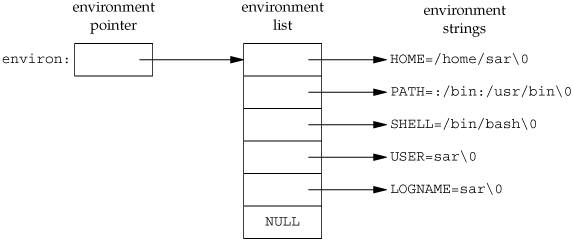 environment
pointer
environment
list
environment
strings
environ:
HOME=/home/sar\0
PATH=:/bin:/usr/bin\0
SHELL=/bin/bash\0
USER=sar\0
LOGNAME=sar\0
NULL